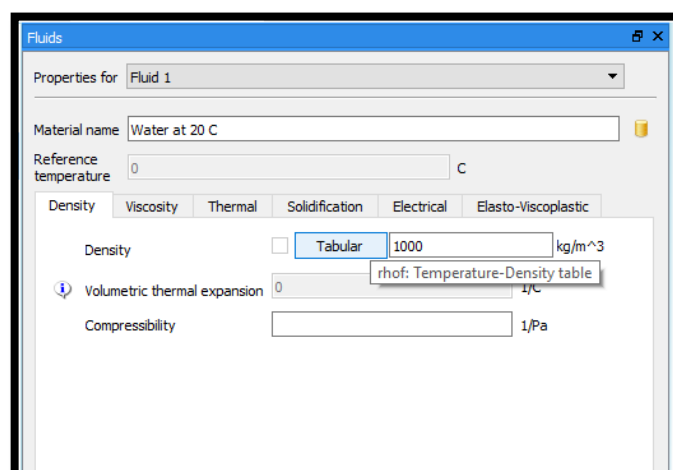 Fluids
Properties for Fluid 1
Material name Water at 20 C
Reference temperature 0 C
Density Viscosity Thermal Solidification Electrical Elasto-Viscoplastic
Density Tabular 1000 kg/m^3
rhof: Temperature-Density table
Volumetric thermal expansion 0 1/C
Compressibility 1/Pa